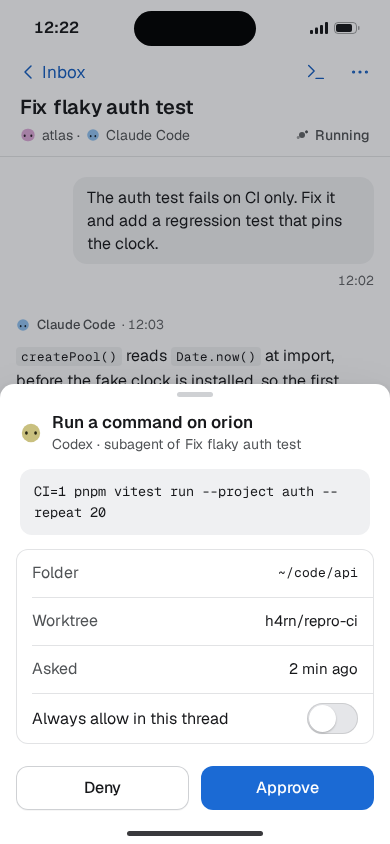 12:22
Inbox
Fix flaky auth test
atlas · Claude Code
Running
The auth test fails on CI only. Fix it
and add a regression test that pins
the clock.
12:02
Claude Code · 12:03
createPool() reads Date.now() at import,
before the fake clock is installed, so the first
Run a command on orion
Codex · subagent of Fix flaky auth test
CI=1 pnpm vitest run --project auth --
repeat 20
Folder ~/code/api
Worktree h4rn/repro-ci
Asked 2 min ago
Always allow in this thread
Deny
Approve